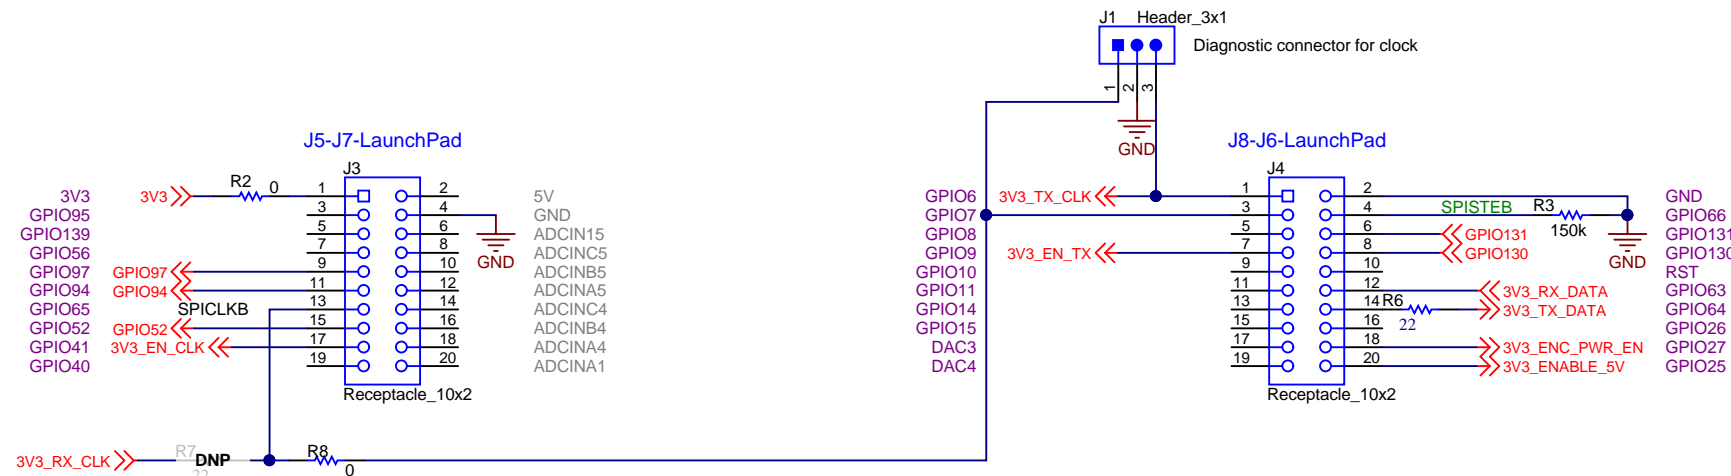 J1 Header_3x1
Diagnostic connector for clock
1 2 3
GND
J5-J7-LaunchPad
J3
3V3 3V3 R2 0 1 2 5V
GPIO95 3 4 GND
GPIO139 5 6 ADCIN15
GPIO56 7 8 ADCINC5
GND
GPIO97 GPIO97 9 10 ADCINB5
GPIO94 GPIO94 11 12 ADCINA5
GPIO65 SPICLKB 13 14 ADCINC4
GPIO52 GPIO52 15 16 ADCINB4
GPIO41 3V3_EN_CLK 17 18 ADCINA4
GPIO40 19 20 ADCINA1
Receptacle_10x2
3V3_RX_CLK R7 DNP 22 R8 0
J8-J6-LaunchPad
J4
GPIO6 3V3_TX_CLK 1 2 GND
GPIO7 3 4 SPISTEB R3 150k GPIO66
GPIO8 5 6 GPIO131 GPIO131
GPIO9 3V3_EN_TX 7 8 GPIO130 GPIO130
GND
GPIO10 9 10 RST
GPIO11 11 12 3V3_RX_DATA GPIO63
GPIO14 13 14 R6 22 3V3_TX_DATA GPIO64
GPIO15 15 16 GPIO26
DAC3 17 18 3V3_ENC_PWR_EN GPIO27
DAC4 19 20 3V3_ENABLE_5V GPIO25
Receptacle_10x2